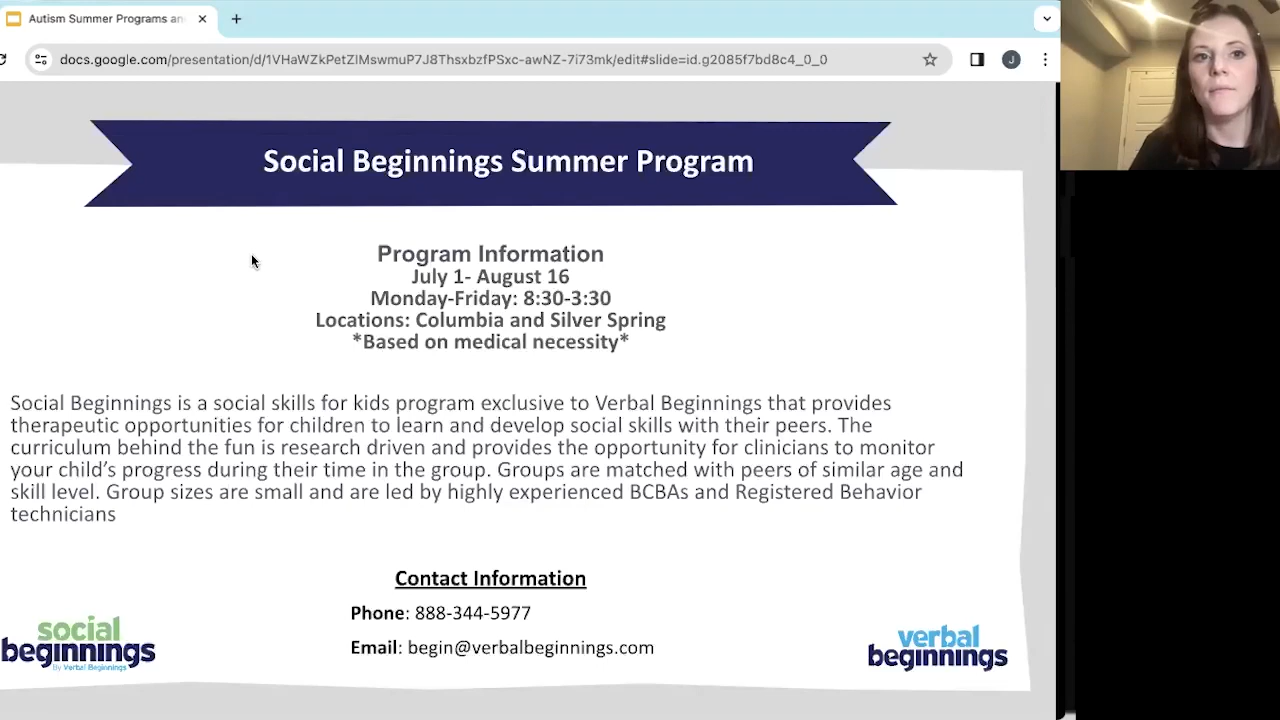 Autism Summer Programs an
docs.google.com/presentation/d/1VHaWZkPetZlMswmuP7J8ThsxbzfPSxc-awNZ-7i73mk/edit#slide=id.g2085f7bd8c4_0_0
J
Social Beginnings Summer Program
Program Information
July 1- August 16
Monday-Friday: 8:30-3:30
Locations: Columbia and Silver Spring
*Based on medical necessity*
Social Beginnings is a social skills for kids program exclusive to Verbal Beginnings that provides
therapeutic opportunities for children to learn and develop social skills with their peers. The
curriculum behind the fun is research driven and provides the opportunity for clinicians to monitor
your child's progress during their time in the group. Groups are matched with peers of similar age and
skill level. Group sizes are small and are led by highly experienced BCBAs and Registered Behavior
technicians
Contact Information
Phone: 888-344-5977
Email: begin@verbalbeginnings.com
social
beginnings
by Verbal Beginnings
verbal
beginnings